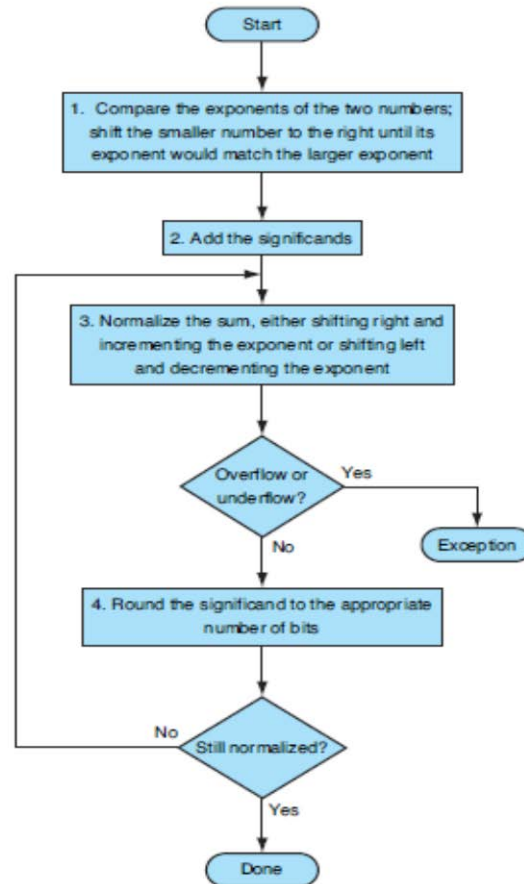 Start
1. Compare the exponents of the two numbers;
shift the smaller number to the right until its
exponent would match the larger exponent
2. Add the significands
3. Normalize the sum, either shifting right and
incrementing the exponent or shifting left
and decrementing the exponent
Overflow or
underflow?
Yes
No
Exception
4. Round the significand to the appropriate
number of bits
Still normalized?
No
Yes
Done